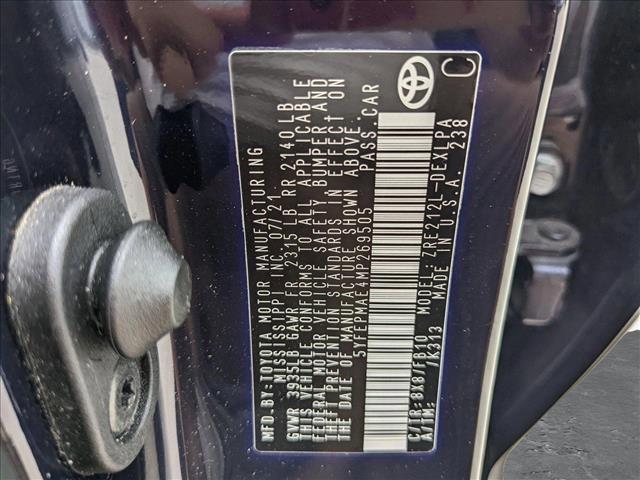 MFD.BY:TOYOTA MOTOR MANUFACTURING
MISSISSIPPI, INC. 07/21
GVWR 3935LB GAWR FR 2315LB RR 2140LB
THIS VEHICLE CONFORMS TO ALL APPLICABLE
FEDERAL MOTOR VEHICLE SAFETY, BUMPER AND
THEFT PREVENTION STANDARDS IN EFFECT ON
THE DATE OF MANUFACTURE SHOWN ABOVE.
5YFEPMAE4MP269505 PASS.CAR
C/TR:8X8/FB10 MODEL:ZRE212L-DEXLPA
A/TM: /K313 MADE IN U.S.A. 238
C